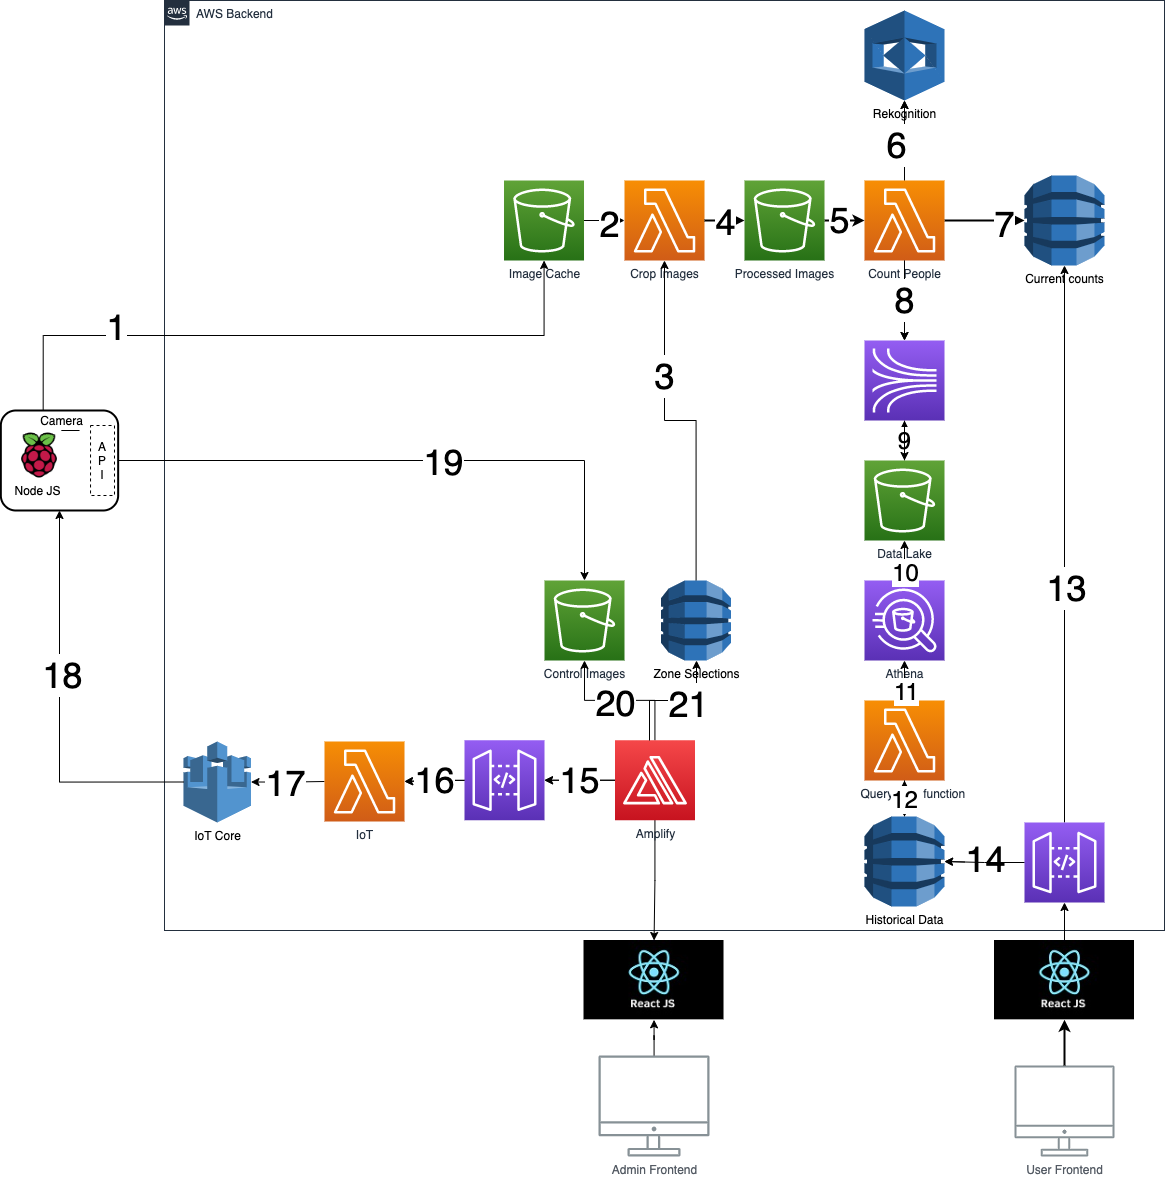 aws
AWS Backend
Rekognition
6
2
4
5
7
Image Cache
Crop Images
Processed Images
Count People
Current counts
8
1
3
Camera
A
P
I
Node JS
9
19
Data Lake
10
13
Control Images
Zone Selections
Athena
18
11
20
21
17
16
15
Query function
12
IoT Core
IoT
Amplify
14
Historical Data
React JS
React JS
Admin Frontend
User Frontend